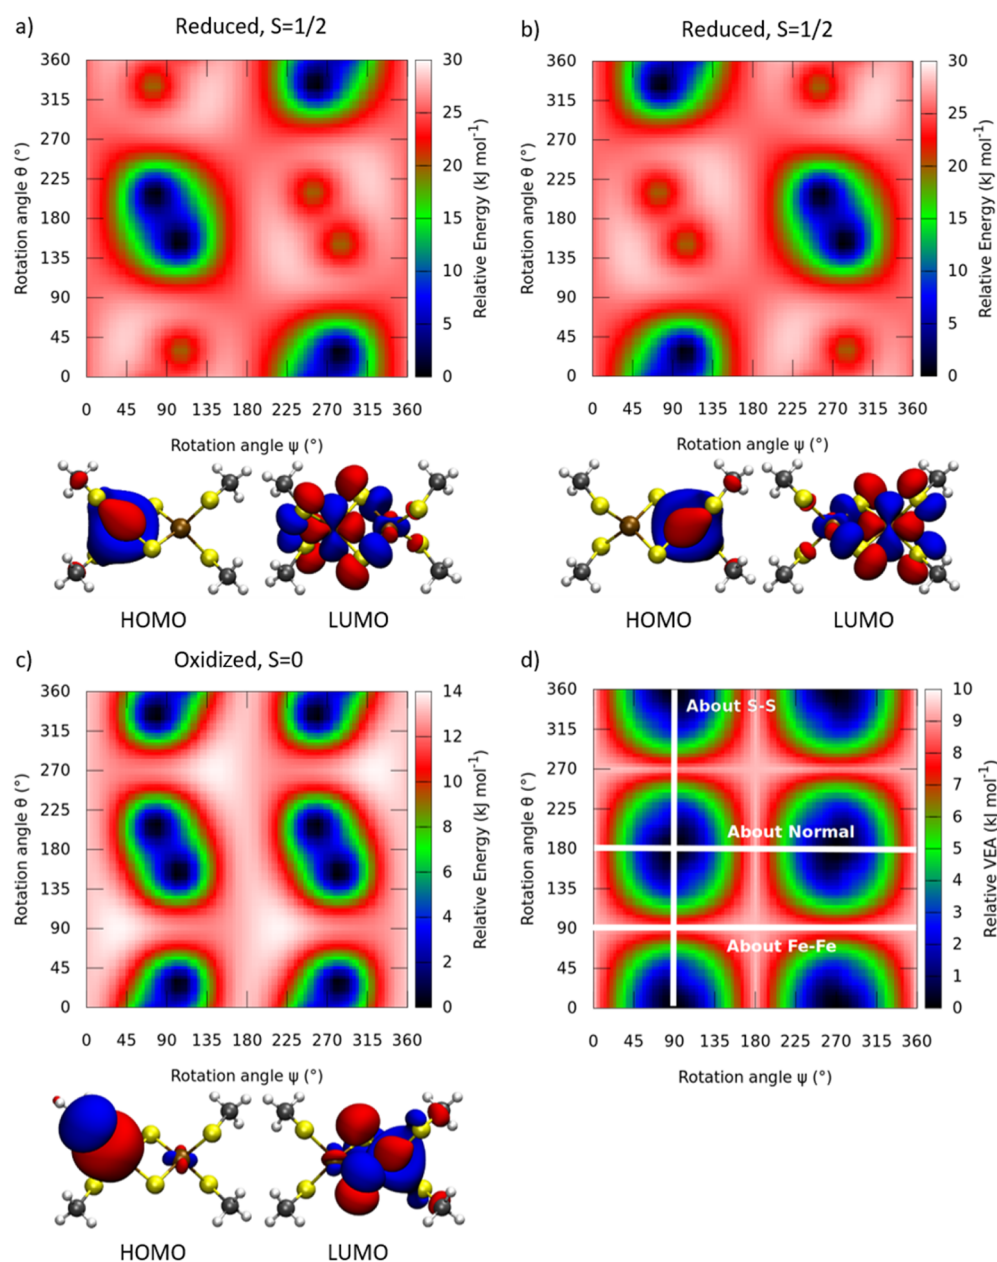 a) Reduced, S=1/2
360
315
270
225
180
135
90
45
0
Rotation angle θ (°)
0 45 90 135 180 225 270 315 360
Rotation angle ψ (°)
30
25
20
15
10
5
0
Relative Energy (kJ mol⁻¹)
HOMO LUMO
b) Reduced, S=1/2
360
315
270
225
180
135
90
45
0
Rotation angle θ (°)
0 45 90 135 180 225 270 315 360
Rotation angle ψ (°)
30
25
20
15
10
5
0
Relative Energy (kJ mol⁻¹)
HOMO LUMO
c) Oxidized, S=0
360
315
270
225
180
135
90
45
0
Rotation angle θ (°)
0 45 90 135 180 225 270 315 360
Rotation angle ψ (°)
14
12
10
8
6
4
2
0
Relative Energy (kJ mol⁻¹)
HOMO LUMO
d)
360
315
270
225
180
135
90
45
0
Rotation angle θ (°)
About S-S
About Normal
About Fe-Fe
0 45 90 135 180 225 270 315 360
Rotation angle ψ (°)
10
9
8
7
6
5
4
3
2
1
0
Relative VEA (kJ mol⁻¹)